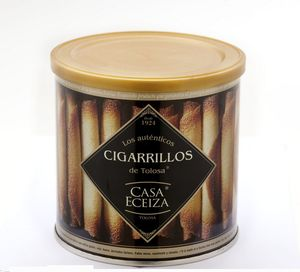 Desde
1924
Los auténticos
CIGARRILLOS
de Tolosa®
CASA
ECEIZA®
TOLOSA